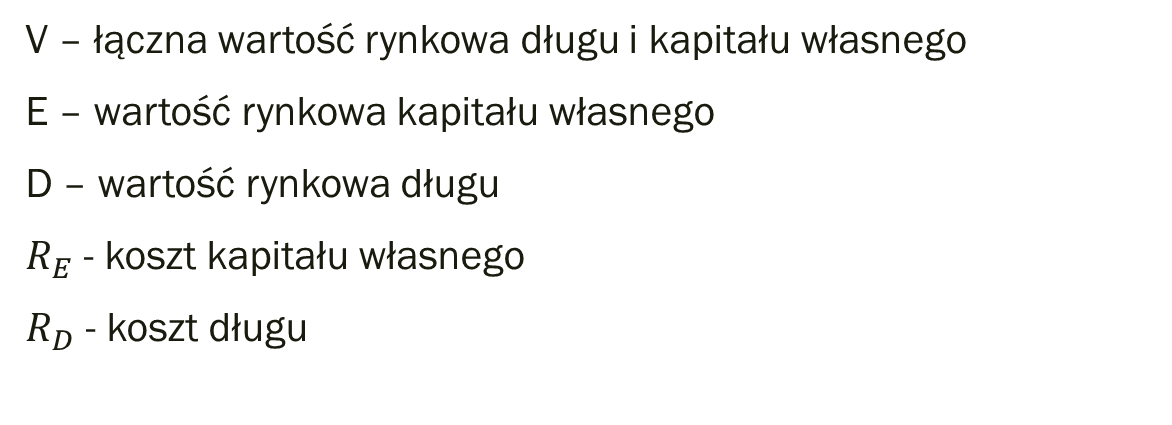 V – łączna wartość rynkowa długu i kapitału własnego
E – wartość rynkowa kapitału własnego
D – wartość rynkowa długu
R_E - koszt kapitału własnego
R_D - koszt długu